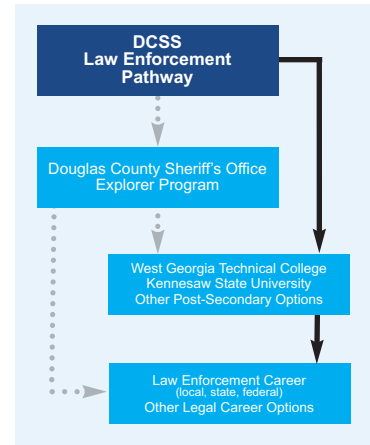 DCSS
Law Enforcement
Pathway
Douglas County Sheriff's Office
Explorer Program
West Georgia Technical College
Kennesaw State University
Other Post-Secondary Options
Law Enforcement Career
(local, state, federal)
Other Legal Career Options